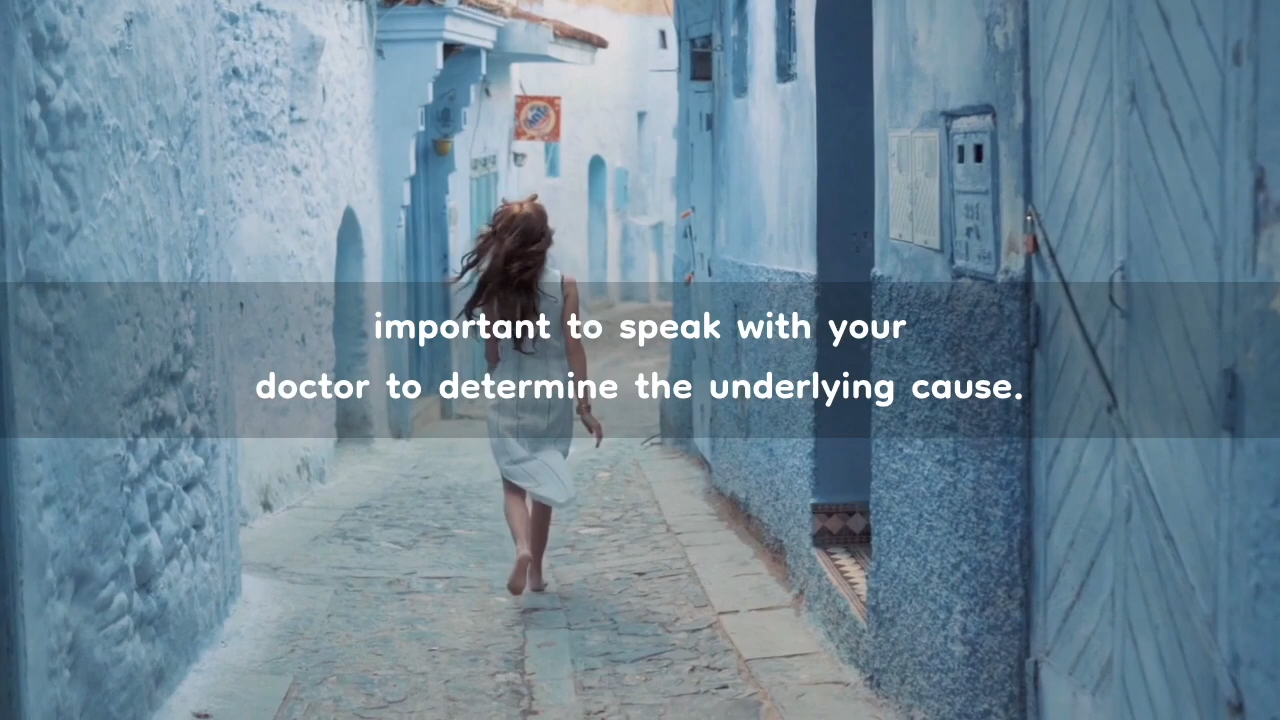 important to speak with your
doctor to determine the underlying cause.